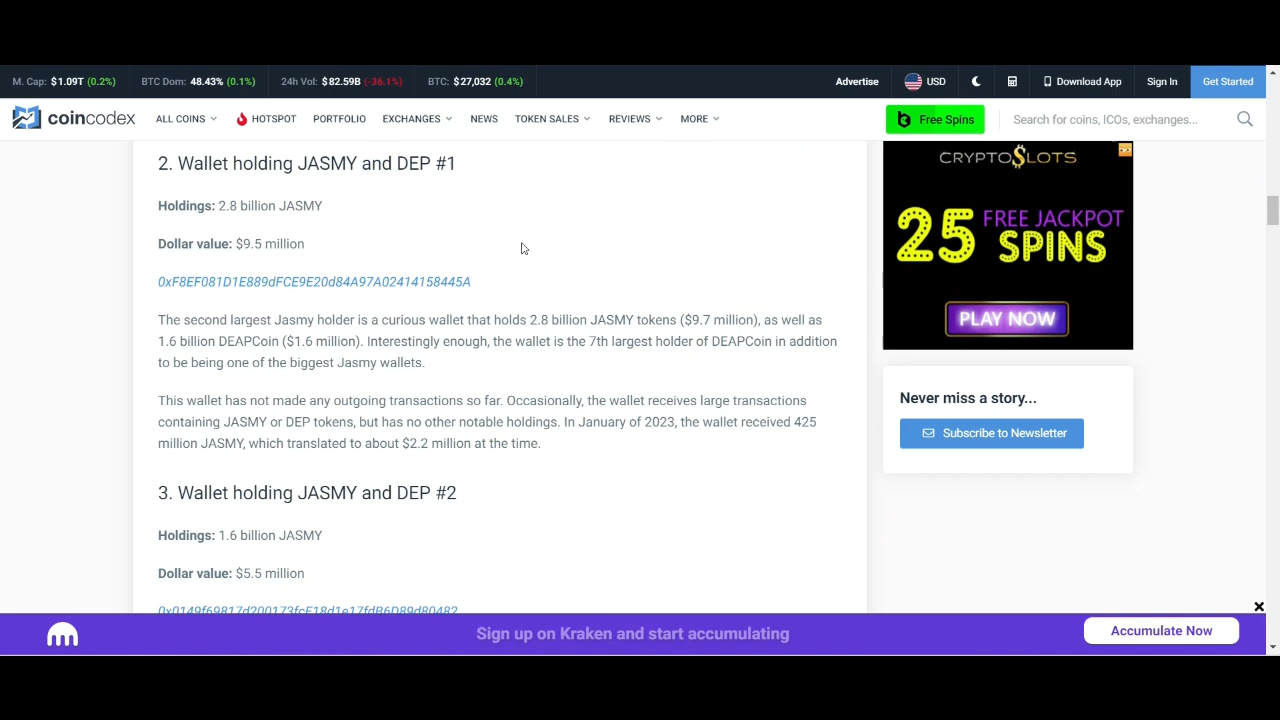 M. Cap: $1.09T (0.2%) BTC Dom: 48.43% (0.1%) 24h Vol: $82.59B (-36.1%) BTC: $27,032 (0.4%) Advertise USD Download App Sign In Get Started
coincodex ALL COINS HOTSPOT PORTFOLIO EXCHANGES NEWS TOKEN SALES REVIEWS MORE Free Spins Search for coins, ICOs, exchanges...
2. Wallet holding JASMY and DEP #1
Holdings: 2.8 billion JASMY
Dollar value: $9.5 million
0xF8EF081D1E889dFCE9E20d84A97A02414158445A
The second largest Jasmy holder is a curious wallet that holds 2.8 billion JASMY tokens ($9.7 million), as well as
1.6 billion DEAPCoin ($1.6 million). Interestingly enough, the wallet is the 7th largest holder of DEAPCoin in addition
to being one of the biggest Jasmy wallets.
This wallet has not made any outgoing transactions so far. Occasionally, the wallet receives large transactions
containing JASMY or DEP tokens, but has no other notable holdings. In January of 2023, the wallet received 425
million JASMY, which translated to about $2.2 million at the time.
3. Wallet holding JASMY and DEP #2
Holdings: 1.6 billion JASMY
Dollar value: $5.5 million
CRYPTO$LOTS
25 FREE JACKPOT
SPINS
PLAY NOW
Never miss a story...
Subscribe to Newsletter
Sign up on Kraken and start accumulating
Accumulate Now